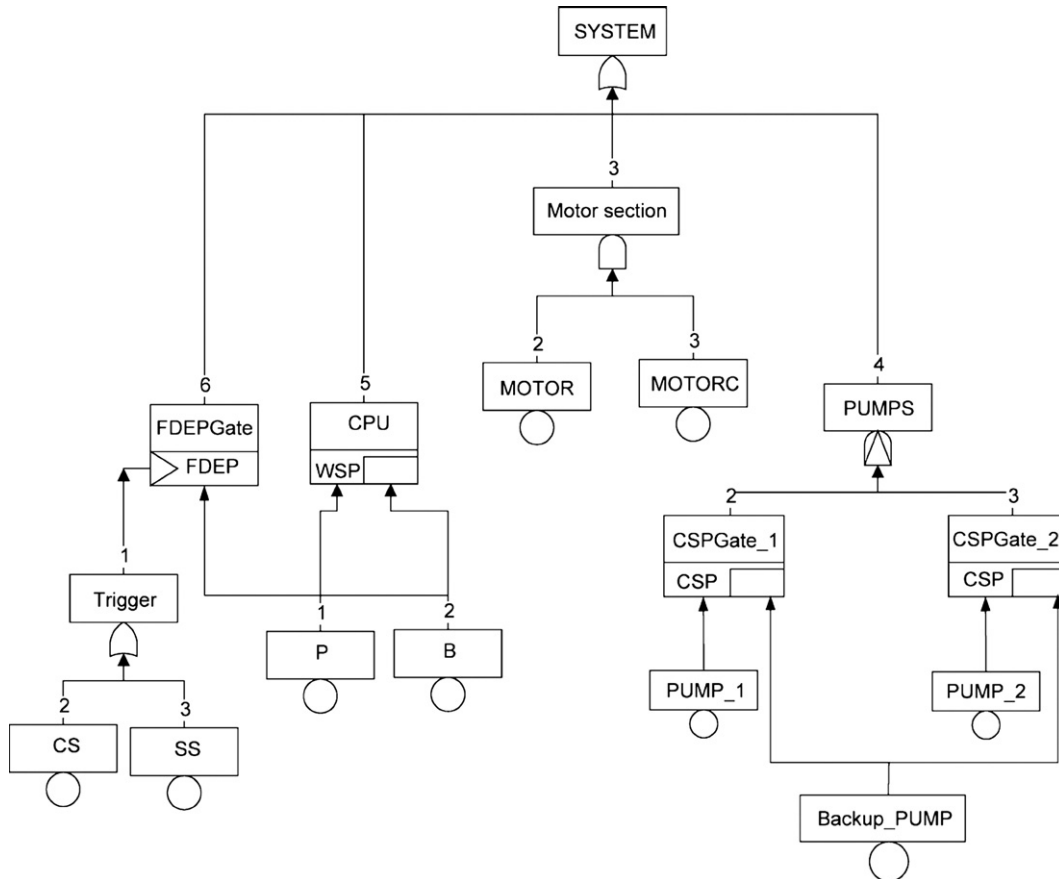 SYSTEM
3
Motor section
2
3
MOTOR
MOTORC
6
5
4
FDEPGate
CPU
PUMPS
FDEP
WSP
2
3
CSPGate_1
CSPGate_2
CSP
CSP
1
Trigger
1
2
P
B
PUMP_1
PUMP_2
2
3
CS
SS
Backup_PUMP